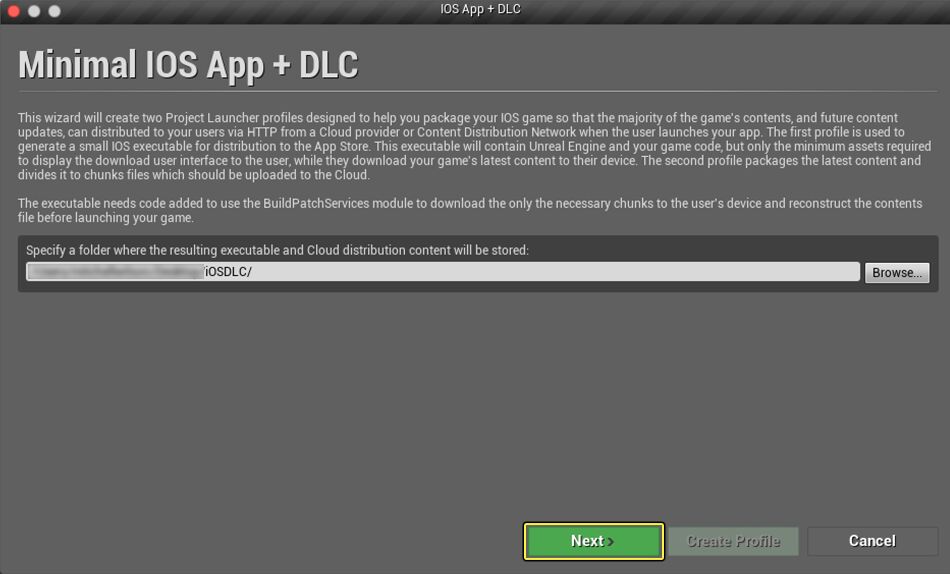 IOS App + DLC
Minimal IOS App + DLC
This wizard will create two Project Launcher profiles designed to help you package your IOS game so that the majority of the game's contents, and future content
updates, can distributed to your users via HTTP from a Cloud provider or Content Distribution Network when the user launches your app. The first profile is used to
generate a small IOS executable for distribution to the App Store. This executable will contain Unreal Engine and your game code, but only the minimum assets required
to display the download user interface to the user, while they download your game's latest content to their device. The second profile packages the latest content and
divides it to chunks files which should be uploaded to the Cloud.
The executable needs code added to use the BuildPatchServices module to download the only the necessary chunks to the user's device and reconstruct the contents
file before launching your game.
Specify a folder where the resulting executable and Cloud distribution content will be stored:
iOSDLC/
Browse...
Next >
Create Profile
Cancel